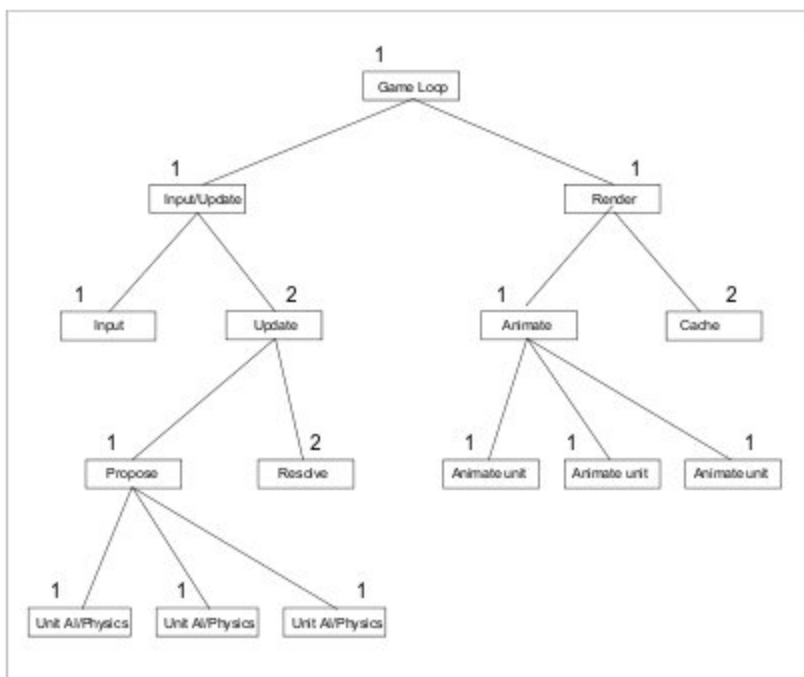 1
Game Loop
1
1
Input/Update
Render
1
2
1
2
Input
Update
Animate
Cache
1
2
1
1
1
Propose
Resolve
Animate unit
Animate unit
Animate unit
1
1
1
Unit AI/Physics
Unit AI/Physics
Unit AI/Physics